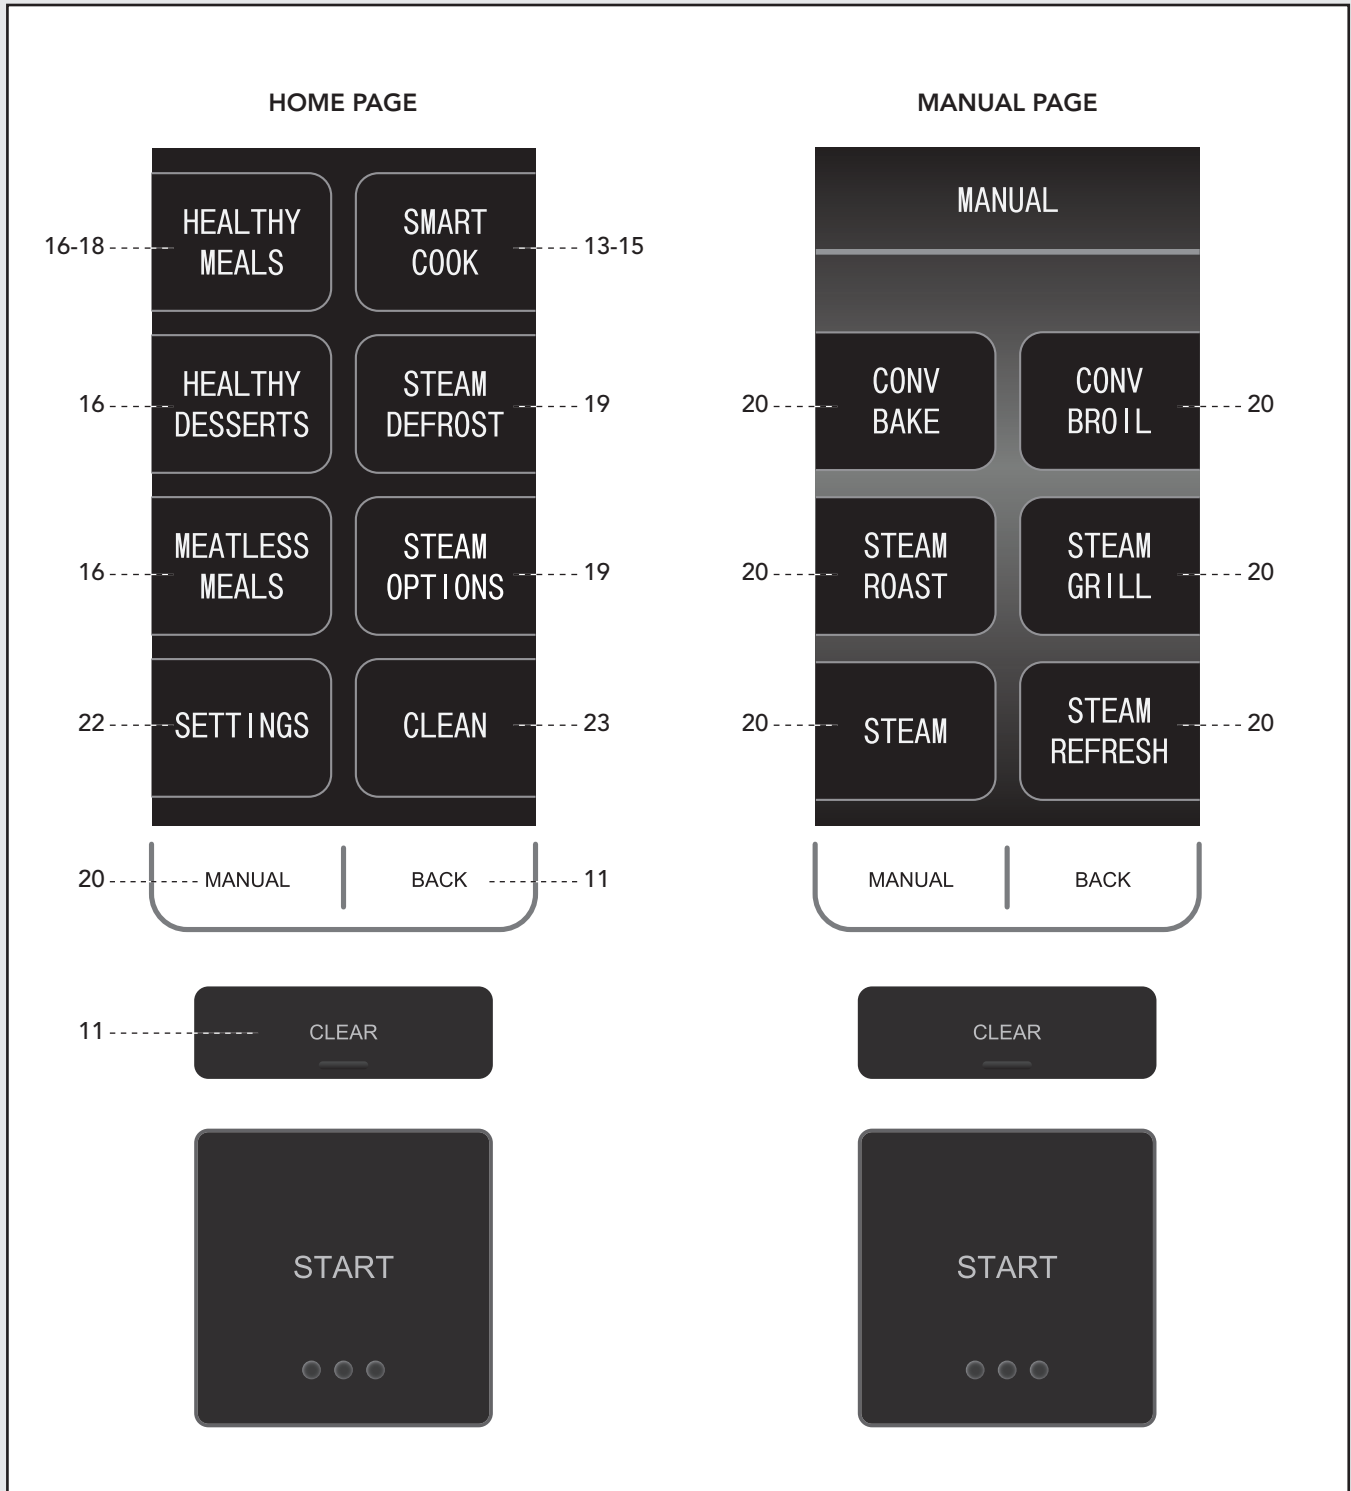 HOME PAGE
HEALTHY
MEALS
16-18
SMART
COOK
13-15
HEALTHY
DESSERTS
16
STEAM
DEFROST
19
MEATLESS
MEALS
16
STEAM
OPTIONS
19
SETTINGS
22
CLEAN
23
20
MANUAL
BACK
11
11
CLEAR
START
MANUAL PAGE
MANUAL
CONV
BAKE
20
CONV
BROIL
20
STEAM
ROAST
20
STEAM
GRILL
20
STEAM
20
STEAM
REFRESH
20
MANUAL
BACK
CLEAR
START